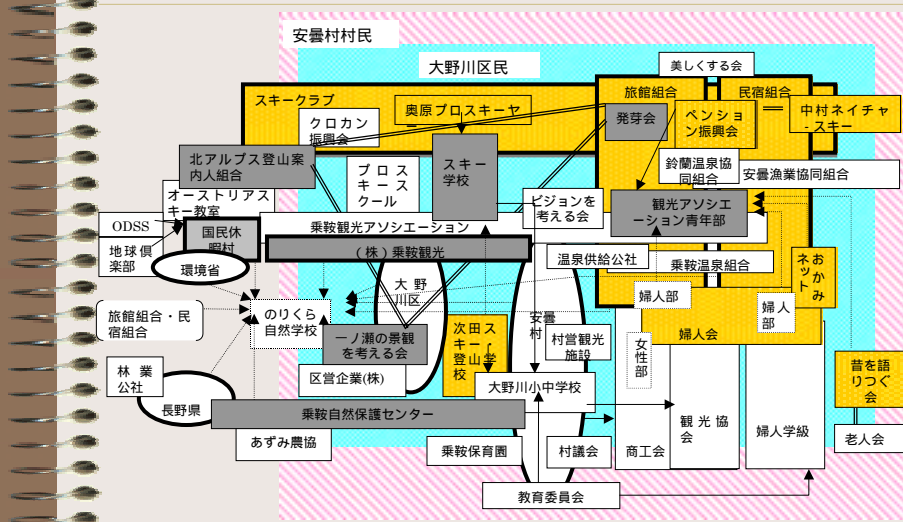 安曇村村民
大野川区民
美しくする会
スキークラブ
奥原プロスキーヤ
ー
旅館組合
民宿組合
クロカン
振興会
発芽会
ペンショ
ン振興会
中村ネイチャ
-スキー
北アルプス登山案
内人組合
プロス
キース
クール
スキー
学校
鈴蘭温泉協
同組合
安曇漁業協同組合
オーストリアス
キー教室
ビジョンを
考える会
観光アソシエ
ーション青年部
ODSS
国民休
暇村
乗鞍観光アソシエーション
地球倶
楽部
(株)乗鞍観光
温泉供給公社
乗鞍温泉組合
おかみ
ネット
環境省
大野
川区
婦人部
婦人
部
旅館組合・民
宿組合
のりくら
自然学校
一ノ瀬の景観
を考える会
次田ス
キー・
登山学
校
安曇
村
村営観光
施設
女性部
婦人会
林業
公社
区営企業(株)
大野川小中学校
昔を語
りつぐ
会
長野県
乗鞍自然保護センター
観光協
会
婦人学級
あずみ農協
乗鞍保育園
村議会
商工会
老人会
教育委員会